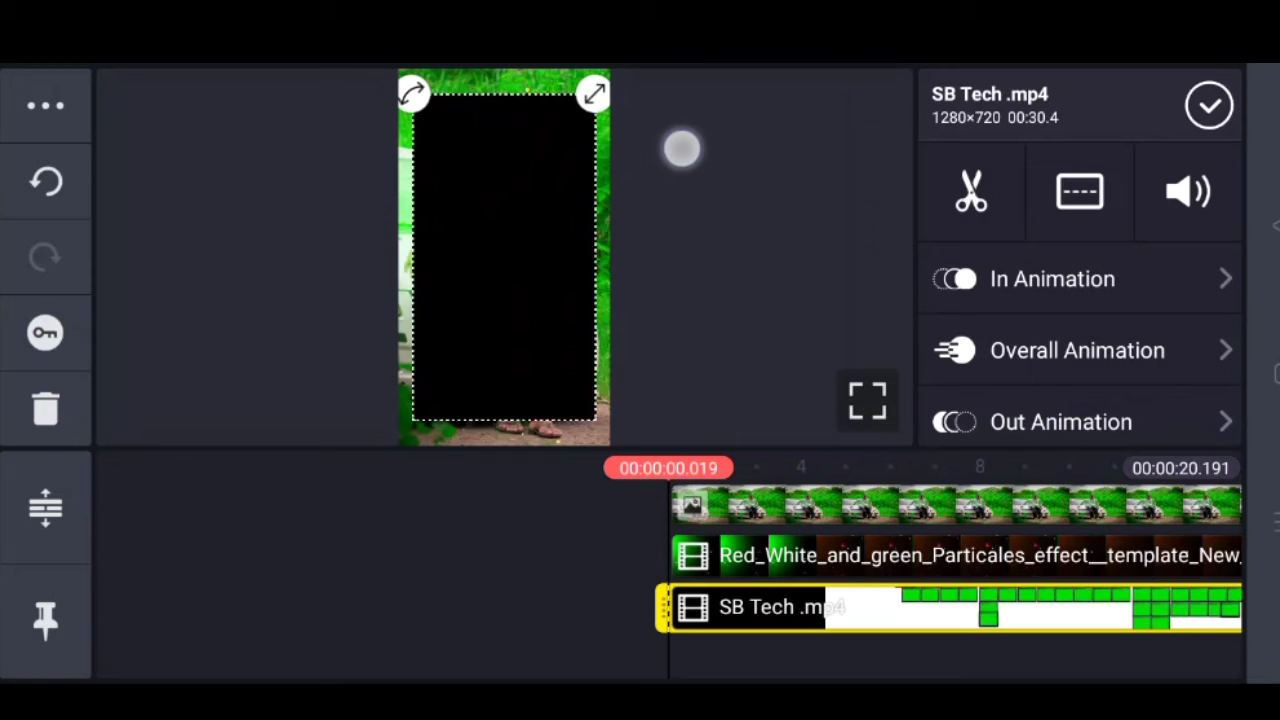 SB Tech .mp4
1280×720 00:30.4
In Animation
Overall Animation
Out Animation
00:00:00.019
4
8
00:00:20.191
Red_White_and_green_Particales_effect__template_New_
SB Tech .mp4